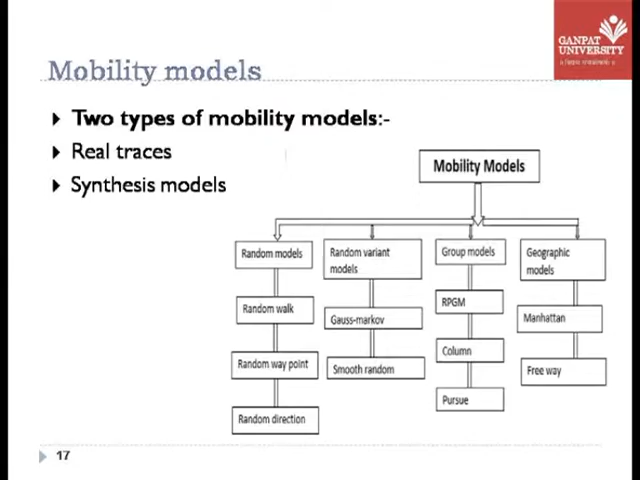 GANPAT
UNIVERSITY
Mobility models
Two types of mobility models:-
Real traces
Synthesis models
Mobility Models
Random models
Random walk
Random way point
Random direction
Random variant
models
Gauss-markov
Smooth random
Group models
RPGM
Column
Pursue
Geographic
models
Manhattan
Free way
17